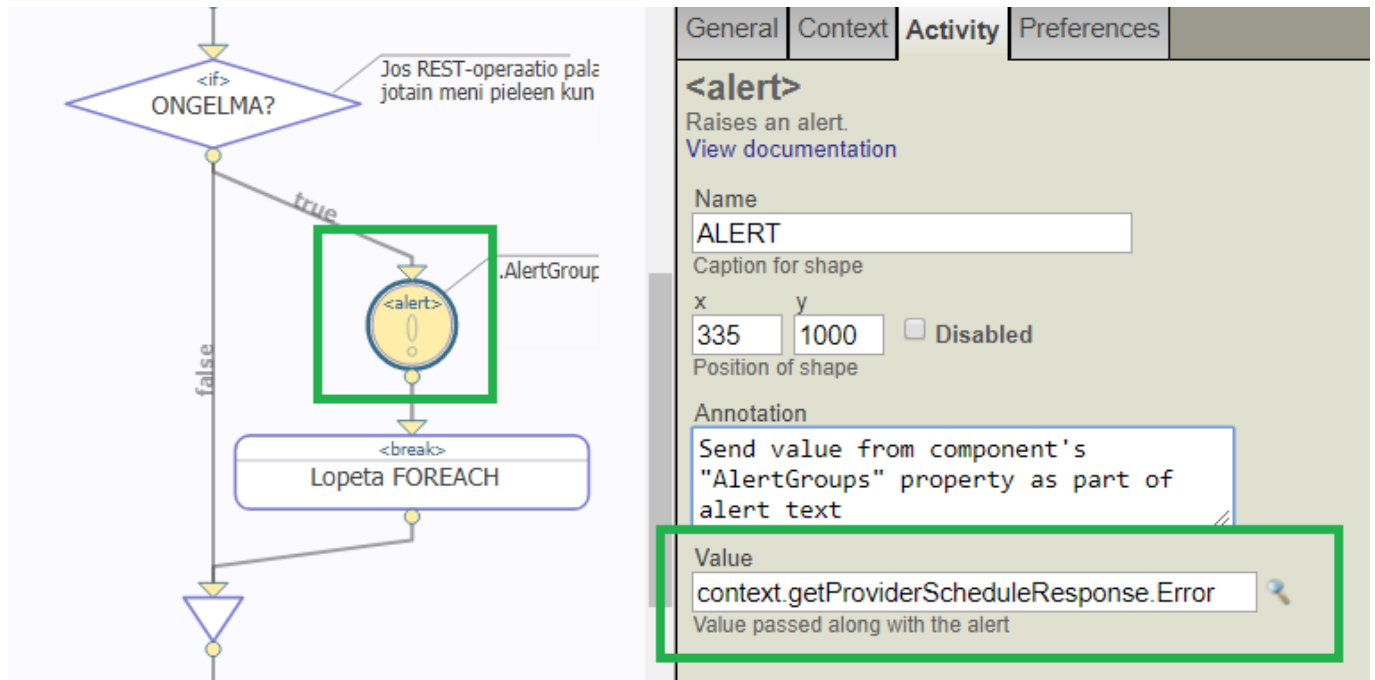 <if>
ONGELMA?
Jos REST-operaatio pala
jotain meni pieleen kun
true
false
<alert>
.AlertGroup
<break>
Lopeta FOREACH
General
Context
Activity
Preferences
<alert>
Raises an alert.
View documentation
Name
ALERT
Caption for shape
x y
335 1000 Disabled
Position of shape
Annotation
Send value from component's
"AlertGroups" property as part of
alert text
Value
context.getProviderScheduleResponse.Error
Value passed along with the alert